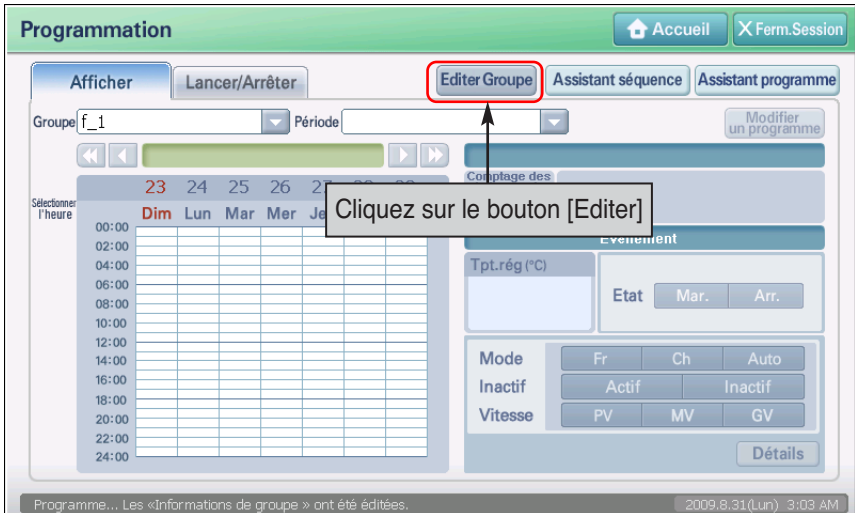 Programmation
Accueil
X Ferm.Session
Afficher
Lancer/Arrêter
Editer Groupe
Assistant séquence
Assistant programme
Groupe f_1
Période
Modifier
un programme
23 24 25 26
Dim Lun Mar Mer
Comptage des
Cliquez sur le bouton [Editer]
Sélectionner
l'heure
00:00
02:00
04:00
06:00
08:00
10:00
12:00
14:00
16:00
18:00
20:00
22:00
24:00
Evénement
Tpt.rég (°C)
Etat Mar. Arr.
Mode Fr Ch Auto
Inactif Actif Inactif
Vitesse PV MV GV
Détails
Programme... Les «Informations de groupe » ont été éditées.
2009.8.31(Lun) 3:03 AM